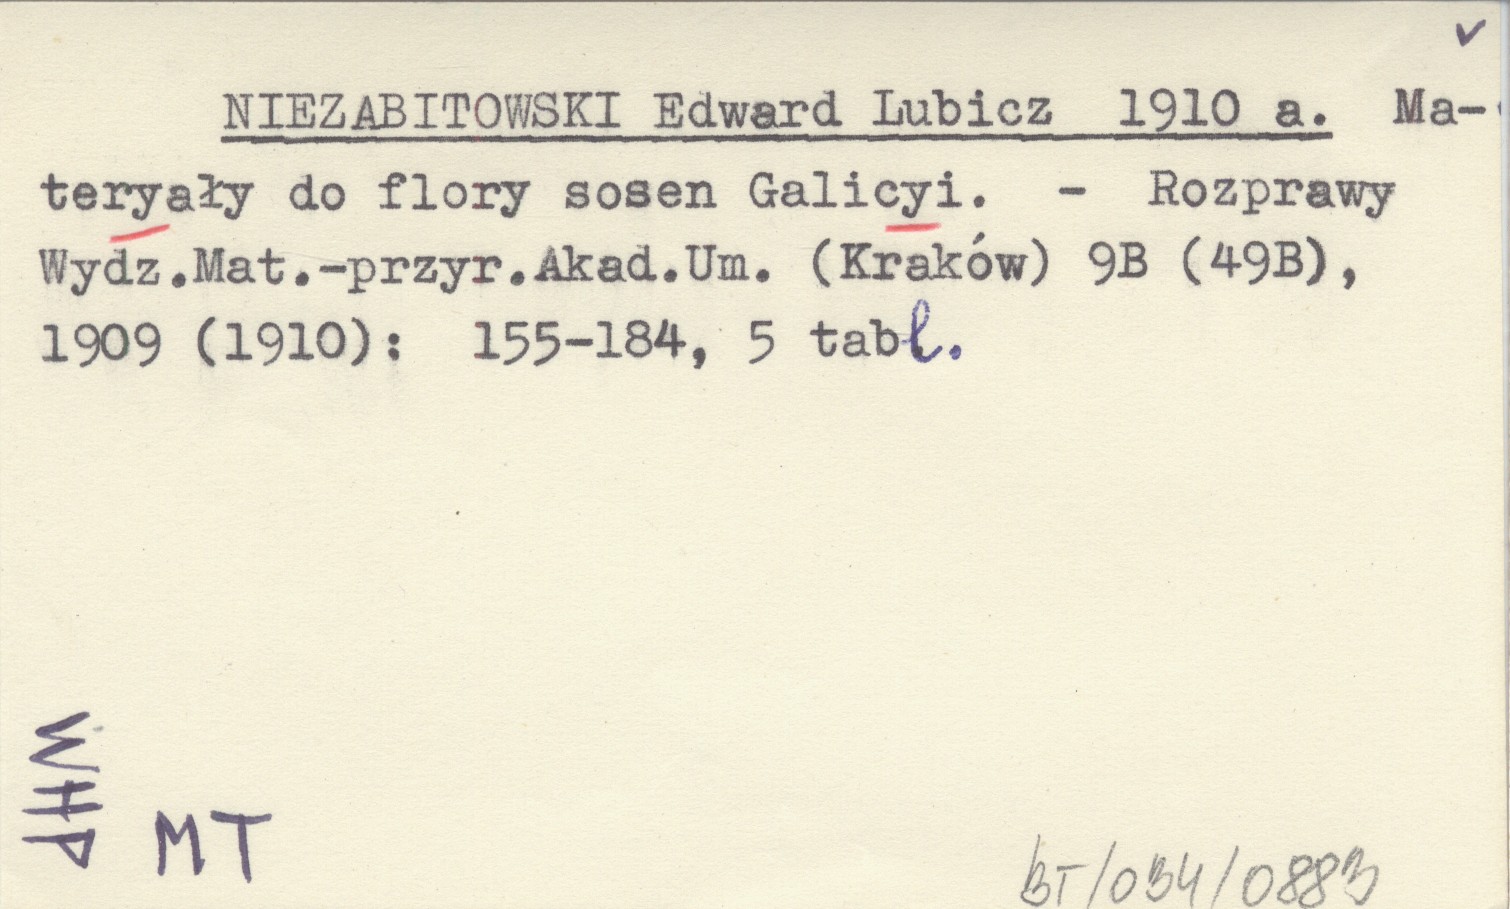 NIEZABITOWSKI Edward Lubicz 1910 a. Ma-
teryały do flory sosen Galicyi. - Rozprawy
Wydz.Mat.-przyr.Akad.Um. (Kraków) 9B (49B),
1909 (1910): 155-184, 5 tabl.
WHP
MT
BT/034/0883